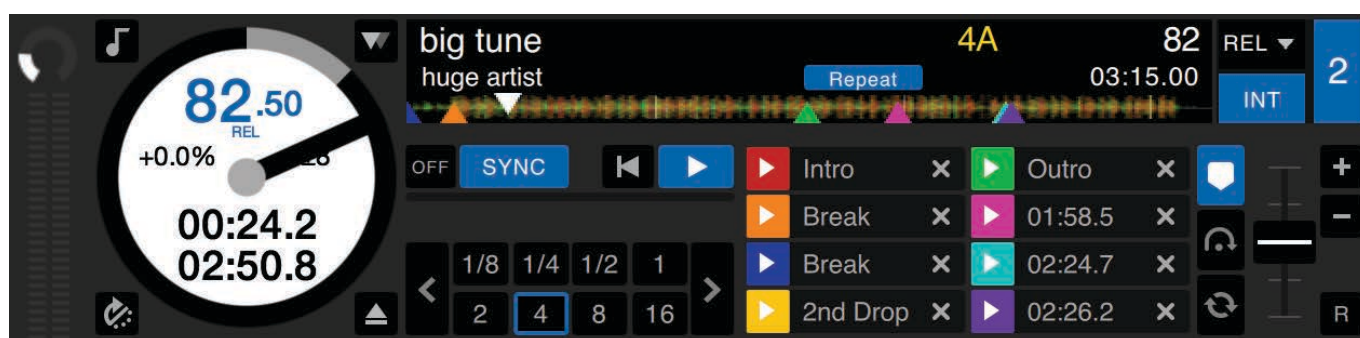 big tune 4A 82 REL
huge artist Repeat 03:15.00
INT
2
82.50
REL
+0.0%
00:24.2
02:50.8
OFF SYNC
1/8 1/4 1/2 1
2 4 8 16
Intro Outro
Break 01:58.5
Break 02:24.7
2nd Drop 02:26.2
R